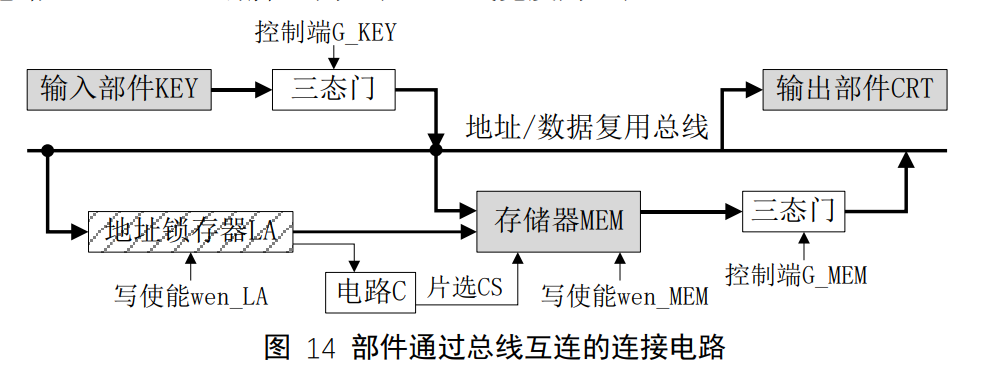 控制端G_KEY
输入部件KEY
三态门
输出部件CRT
地址/数据复用总线
地址锁存器LA
存储器MEM
三态门
写使能wen_LA
电路C
片选CS
写使能wen_MEM
控制端G_MEM
图 14 部件通过总线互连的连接电路